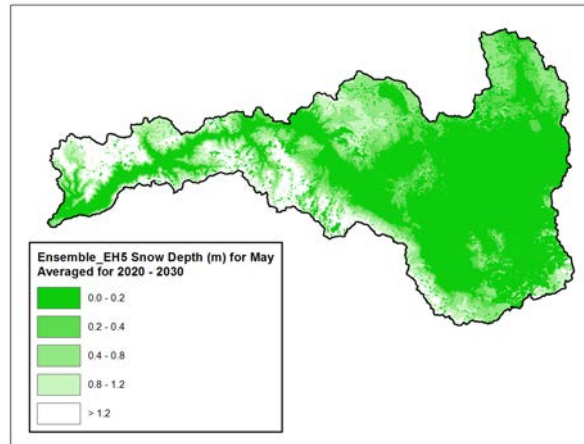 Ensemble_EH5 Snow Depth (m) for May
Averaged for 2020 - 2030
0.0 - 0.2
0.2 - 0.4
0.4 - 0.8
0.8 - 1.2
> 1.2